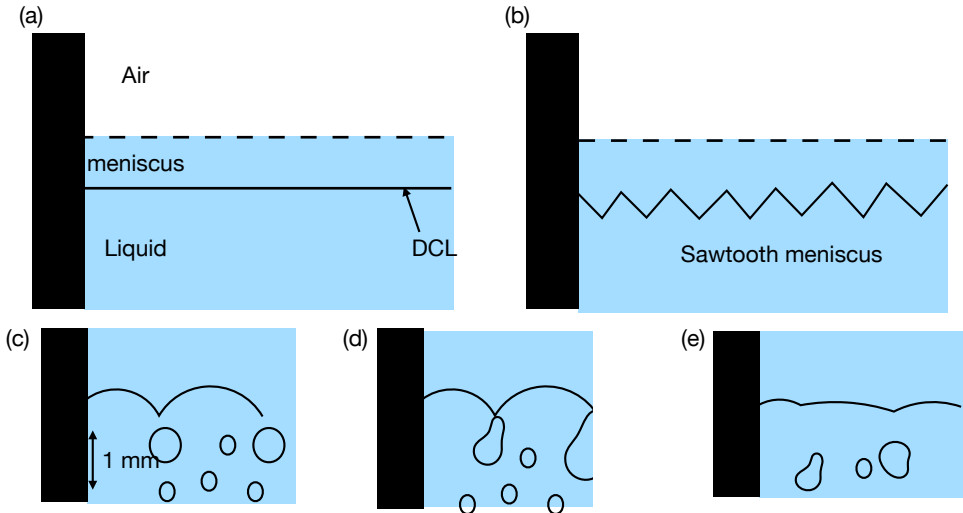 (a)
(b)
Air
meniscus
Liquid
DCL
Sawtooth meniscus
(c)
(d)
(e)
1 mm